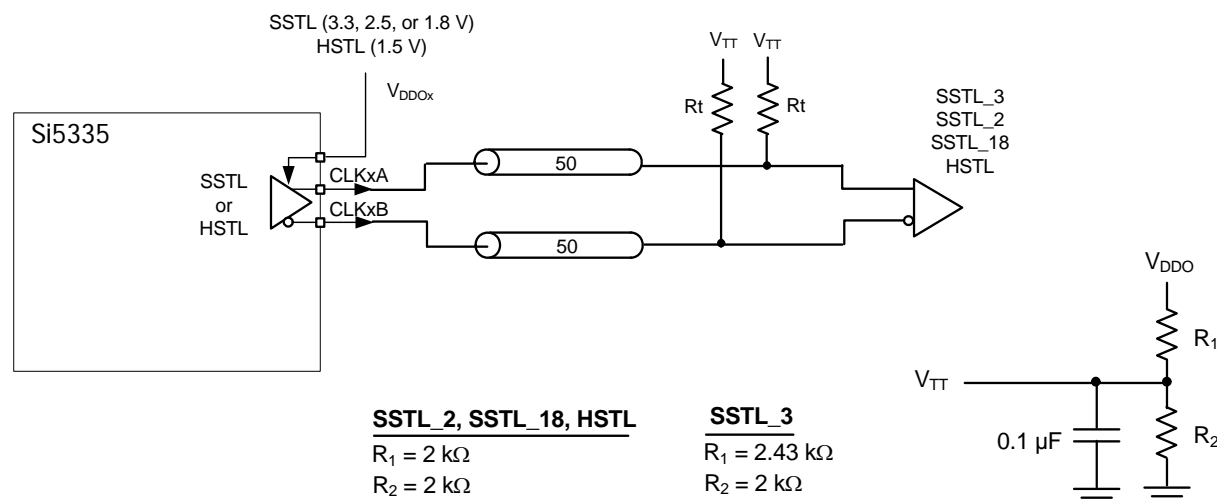 SSTL (3.3, 2.5, or 1.8 V)
HSTL (1.5 V)
VDDOx
Si5335
SSTL
or
HSTL
CLKxA
CLKxB
50
50
VTT
VTT
Rt
Rt
SSTL_3
SSTL_2
SSTL_18
HSTL
VDDO
R1
VTT
0.1 µF
R2
SSTL_2, SSTL_18, HSTL
R1 = 2 kΩ
R2 = 2 kΩ
SSTL_3
R1 = 2.43 kΩ
R2 = 2 kΩ